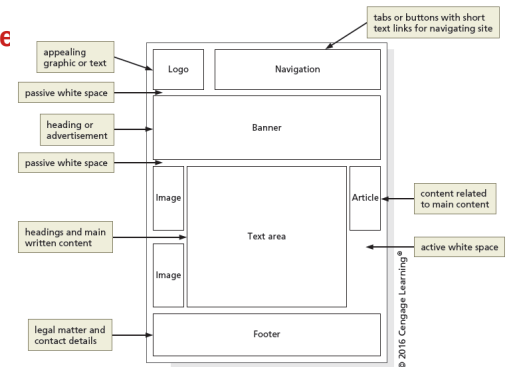 tabs or buttons with short
text links for navigating site
appealing
graphic or text
Logo
Navigation
passive white space
heading or
advertisement
Banner
passive white space
Image
Article
content related
to main content
headings and main
written content
Text area
active white space
Image
legal matter and
contact details
Footer
© 2016 Cengage Learning®